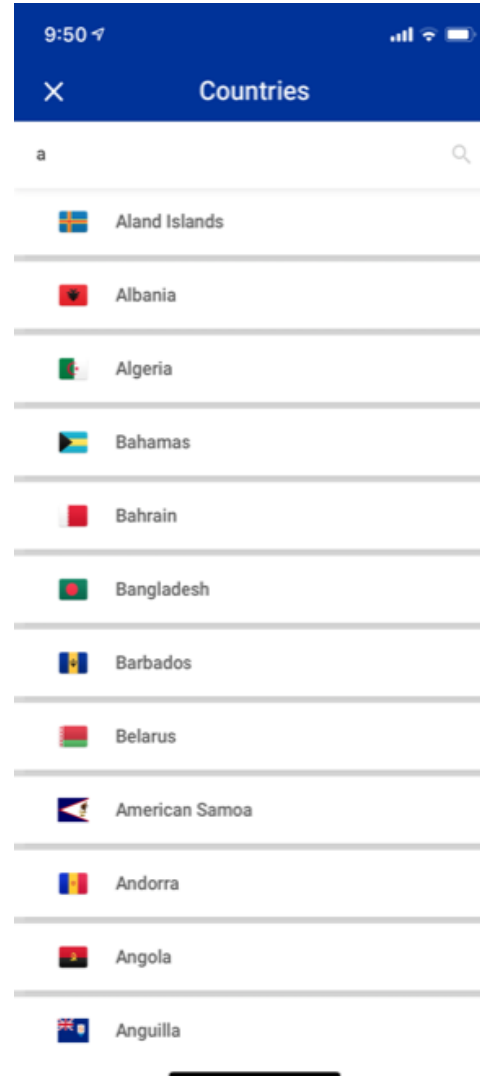 9:50
Countries
a
Aland Islands
Albania
Algeria
Bahamas
Bahrain
Bangladesh
Barbados
Belarus
American Samoa
Andorra
Angola
Anguilla